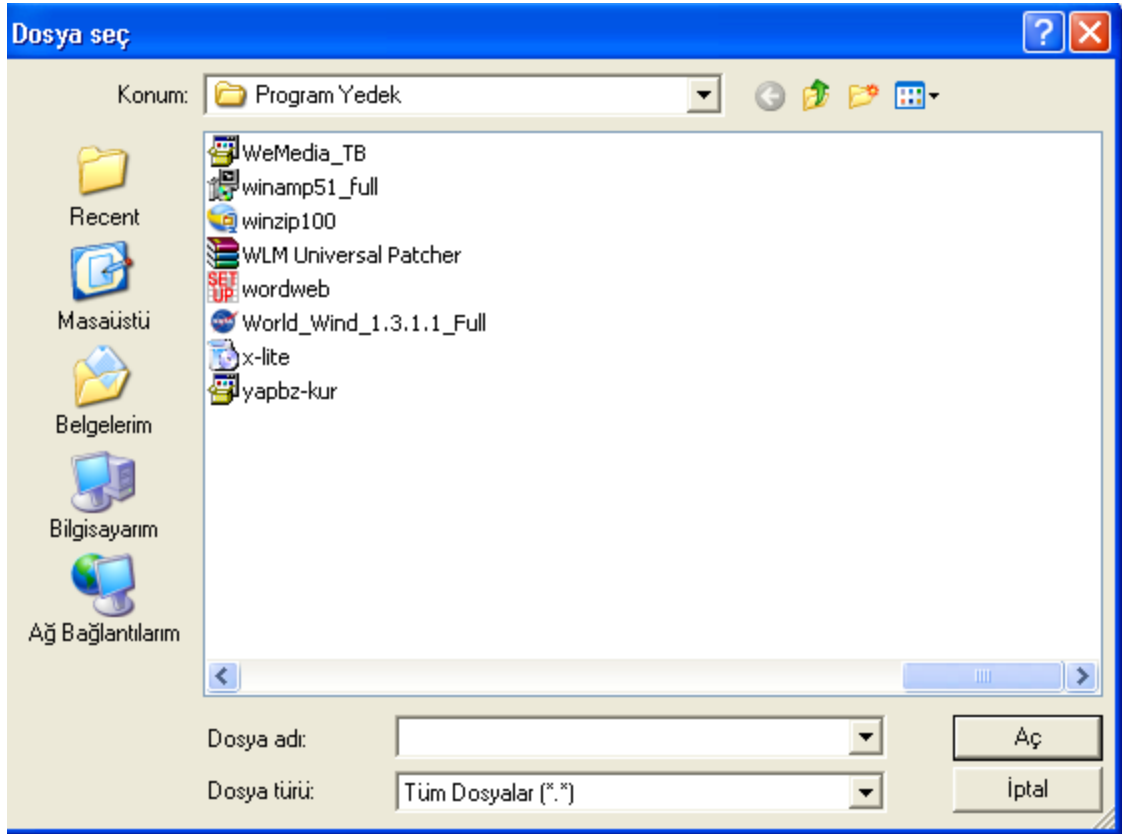 Dosya seç
Konum: Program Yedek
WeMedia_TB
winamp51_full
winzip100
WLM Universal Patcher
SETUP wordweb
World_Wind_1.3.1.1_Full
x-lite
yapbz-kur
Recent
Masaüstü
Belgelerim
Bilgisayarım
Ağ Bağlantılarım
Dosya adı:
Aç
Dosya türü: Tüm Dosyalar (*.*)
İptal